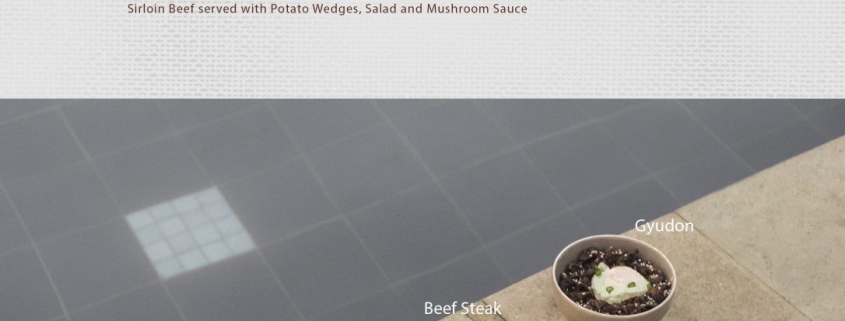 Sirloin Beef served with Potato Wedges, Salad and Mushroom Sauce
Gyudon
Beef Steak